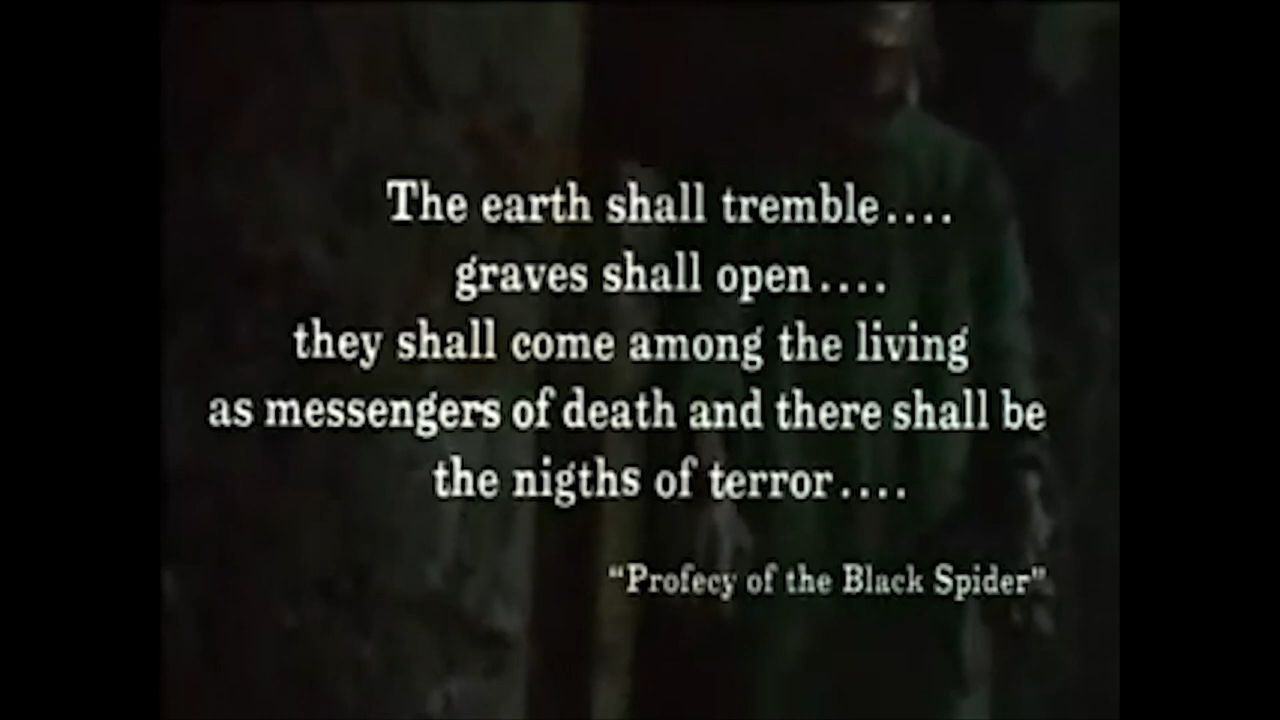 The earth shall tremble....
graves shall open....
they shall come among the living
as messengers of death and there shall be
the nigths of terror....
“Profecy of the Black Spider”